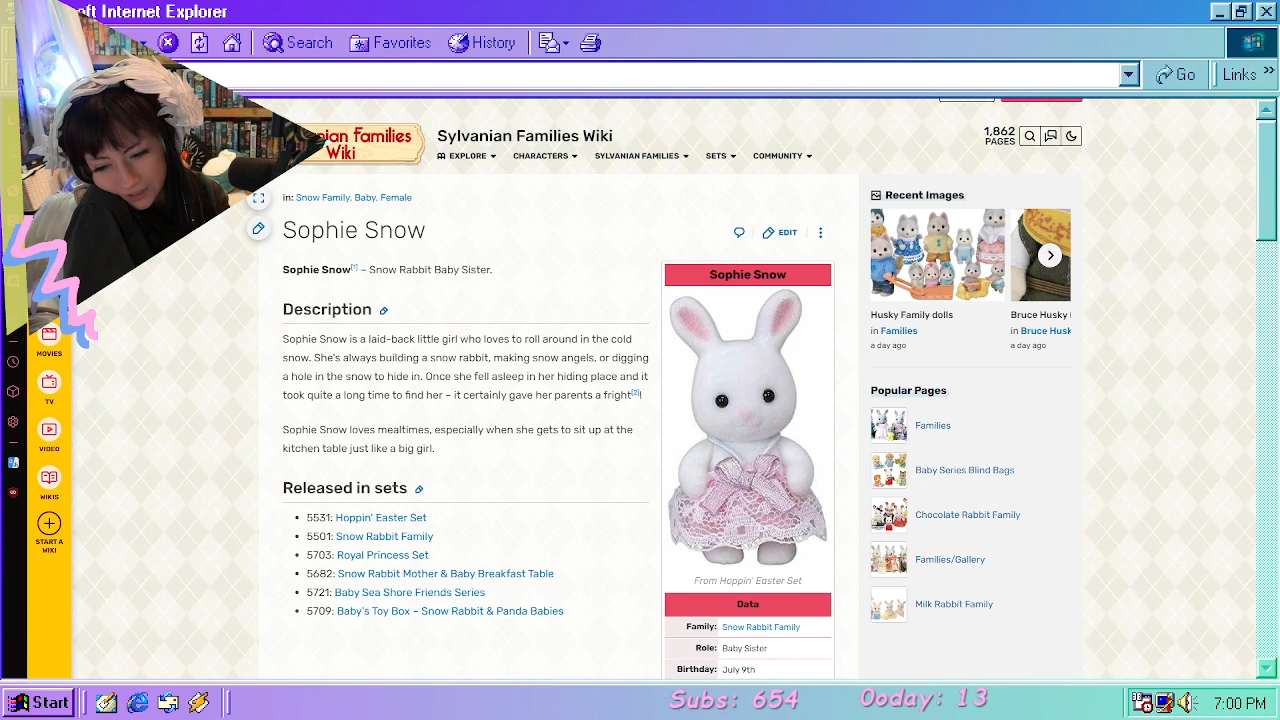 oft Internet Explorer
Search
Favorites
History
Go
Links »
anian Families
Wiki
Sylvanian Families Wiki
1,862
PAGES
EXPLORE
CHARACTERS
SYLVANIAN FAMILIES
SETS
COMMUNITY
in: Snow Family, Baby, Female
Sophie Snow
EDIT
Sophie Snow[1] – Snow Rabbit Baby Sister.
Description
Sophie Snow is a laid-back little girl who loves to roll around in the cold
snow. She's always building a snow rabbit, making snow angels, or digging
a hole in the snow to hide in. Once she fell asleep in her hiding place and it
took quite a long time to find her – it certainly gave her parents a fright[2]!
Sophie Snow loves mealtimes, especially when she gets to sit up at the
kitchen table just like a big girl.
Released in sets
5531: Hoppin' Easter Set
5501: Snow Rabbit Family
5703: Royal Princess Set
5682: Snow Rabbit Mother & Baby Breakfast Table
5721: Baby Sea Shore Friends Series
5709: Baby's Toy Box – Snow Rabbit & Panda Babies
Sophie Snow
From Hoppin' Easter Set
Data
Family: Snow Rabbit Family
Role: Baby Sister
Birthday: July 9th
Recent Images
Husky Family dolls
in Families
a day ago
Bruce Husky
in Bruce Husk
a day ago
Popular Pages
Families
Baby Series Blind Bags
Chocolate Rabbit Family
Families/Gallery
Milk Rabbit Family
MOVIES
TV
VIDEO
WIKIS
START A
WIKI
Start
Subs: 654
Ooday: 13
7:00 PM